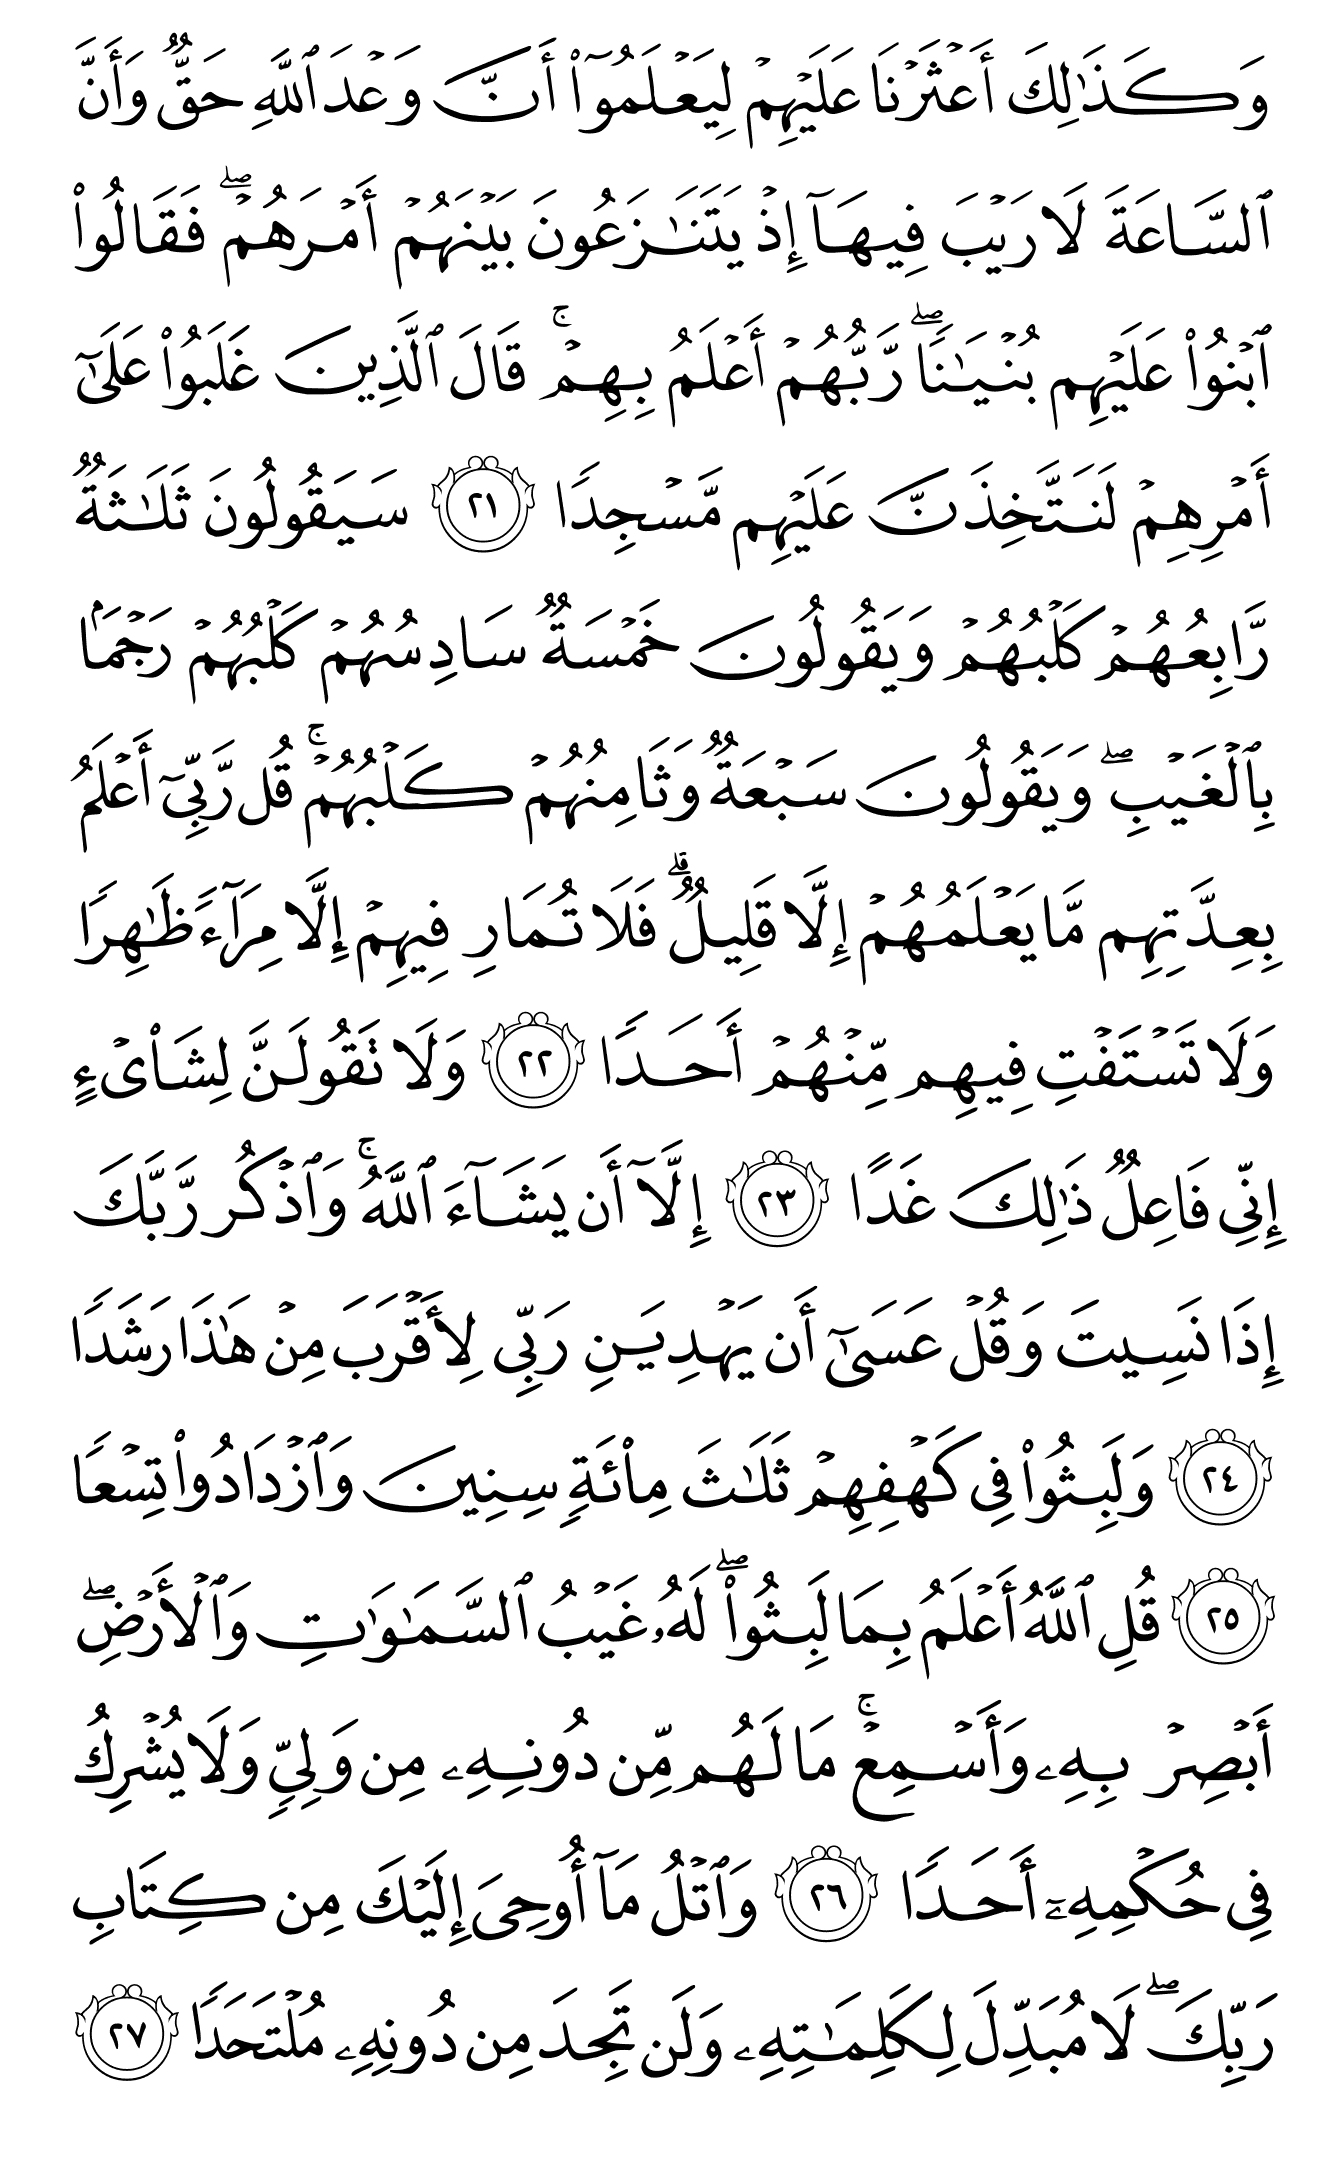 وَكَذَٰلِكَ أَعْثَرْنَا عَلَيْهِمْ لِيَعْلَمُوٓا۟ أَنَّ وَعْدَ ٱللَّهِ حَقٌّ وَأَنَّ
ٱلسَّاعَةَ لَا رَيْبَ فِيهَآ إِذْ يَتَنَـٰزَعُونَ بَيْنَهُمْ أَمْرَهُمْ ۖ فَقَالُوا۟
ٱبْنُوا۟ عَلَيْهِم بُنْيَـٰنًا ۖ رَّبُّهُمْ أَعْلَمُ بِهِمْ ۚ قَالَ ٱلَّذِينَ غَلَبُوا۟ عَلَىٰٓ
أَمْرِهِمْ لَنَتَّخِذَنَّ عَلَيْهِم مَّسْجِدًا ٢١ سَيَقُولُونَ ثَلَـٰثَةٌ
رَّابِعُهُمْ كَلْبُهُمْ وَيَقُولُونَ خَمْسَةٌ سَادِسُهُمْ كَلْبُهُمْ رَجْمًۢا
بِٱلْغَيْبِ ۖ وَيَقُولُونَ سَبْعَةٌ وَثَامِنُهُمْ كَلْبُهُمْ ۚ قُل رَّبِّىٓ أَعْلَمُ
بِعِدَّتِهِم مَّا يَعْلَمُهُمْ إِلَّا قَلِيلٌ ۗ فَلَا تُمَارِ فِيهِمْ إِلَّا مِرَآءً ظَـٰهِرًا
وَلَا تَسْتَفْتِ فِيهِم مِّنْهُمْ أَحَدًا ٢٢ وَلَا تَقُولَنَّ لِشَا۟ىْءٍ
إِنِّى فَاعِلٌ ذَٰلِكَ غَدًا ٢٣ إِلَّآ أَن يَشَآءَ ٱللَّهُ ۚ وَٱذْكُر رَّبَّكَ
إِذَا نَسِيتَ وَقُلْ عَسَىٰٓ أَن يَهْدِيَنِ رَبِّى لِأَقْرَبَ مِنْ هَـٰذَا رَشَدًا
٢٤ وَلَبِثُوا۟ فِى كَهْفِهِمْ ثَلَـٰثَ مِا۟ئَةٍ سِنِينَ وَٱزْدَادُوا۟ تِسْعًا
٢٥ قُلِ ٱللَّهُ أَعْلَمُ بِمَا لَبِثُوا۟ ۖ لَهُۥ غَيْبُ ٱلسَّمَـٰوَٰتِ وَٱلْأَرْضِ ۖ
أَبْصِرْ بِهِۦ وَأَسْمِعْ ۚ مَا لَهُم مِّن دُونِهِۦ مِن وَلِىٍّ وَلَا يُشْرِكُ
فِى حُكْمِهِۦٓ أَحَدًا ٢٦ وَٱتْلُ مَآ أُوحِىَ إِلَيْكَ مِن كِتَابِ
رَبِّكَ ۖ لَا مُبَدِّلَ لِكَلِمَـٰتِهِۦ وَلَن تَجِدَ مِن دُونِهِۦ مُلْتَحَدًا ٢٧